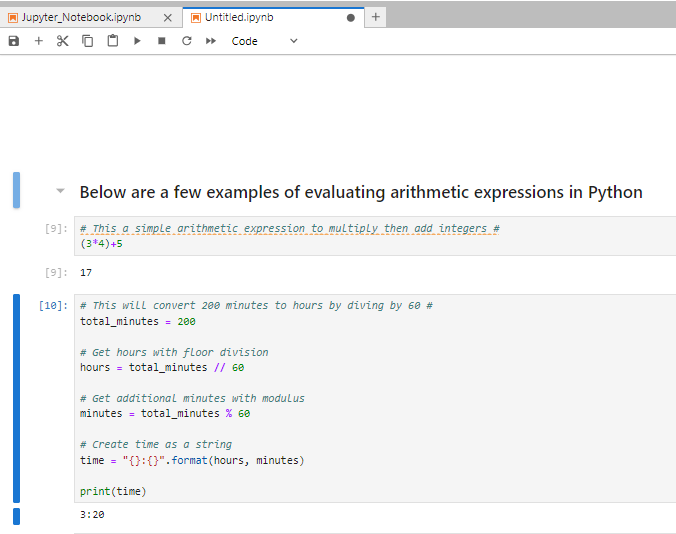 Jupyter_Notebook.ipynb Untitled.ipynb
Code
Below are a few examples of evaluating arithmetic expressions in Python
[9]: # This a simple arithmetic expression to multiply then add integers #
(3*4)+5
[9]: 17
[10]: # This will convert 200 minutes to hours by diving by 60 #
total_minutes = 200
# Get hours with floor division
hours = total_minutes // 60
# Get additional minutes with modulus
minutes = total_minutes % 60
# Create time as a string
time = "{}:{}".format(hours, minutes)
print(time)
3:20